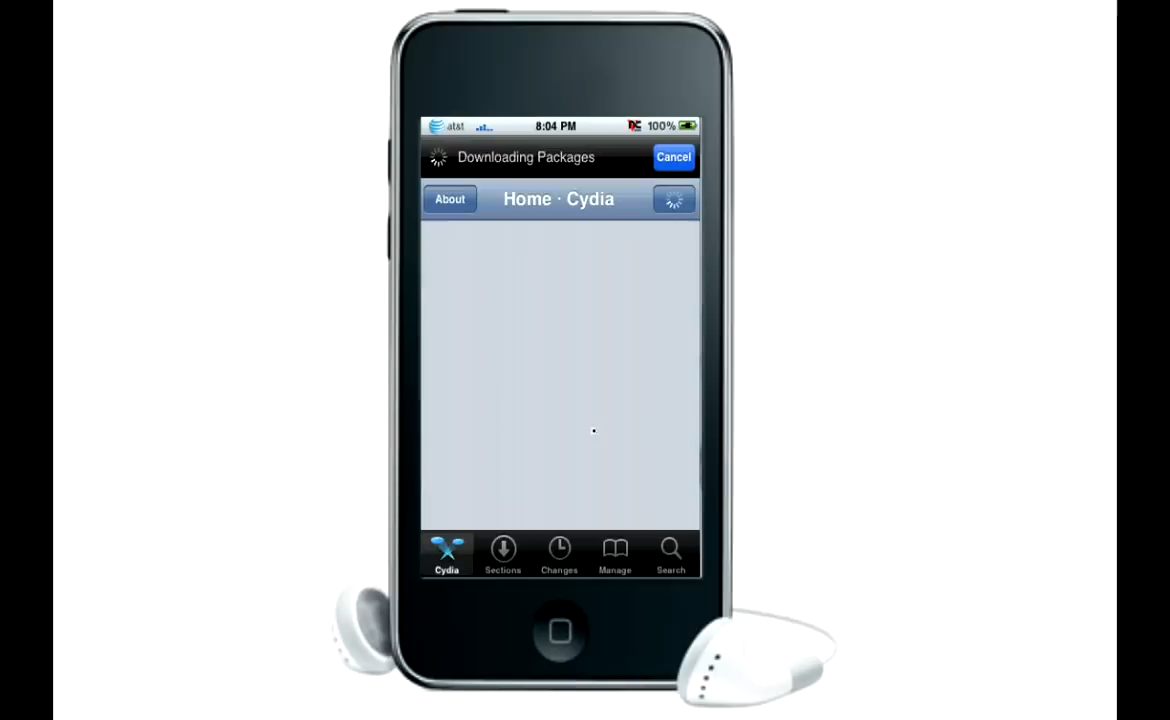 at&t 8:04 PM 100%
Downloading Packages Cancel
About Home · Cydia
Cydia Sections Changes Manage Search